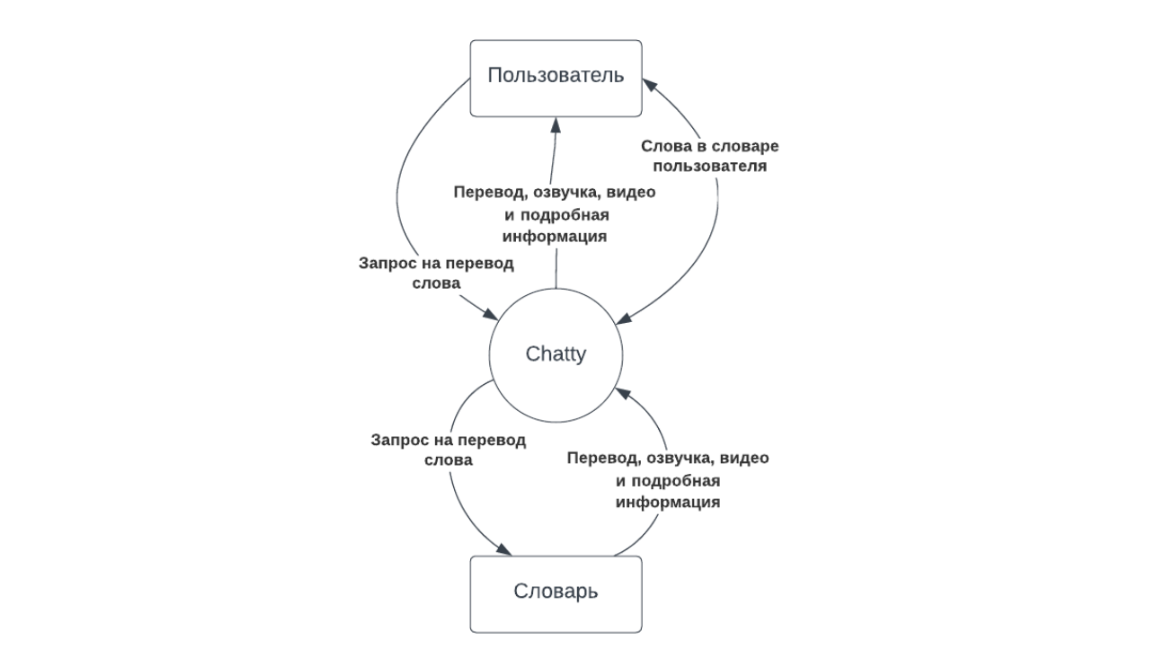 Пользователь
Слова в словаре
пользователя
Перевод, озвучка, видео
и подробная
информация
Запрос на перевод
слова
Chatty
Запрос на перевод
слова
Перевод, озвучка, видео
и подробная
информация
Словарь